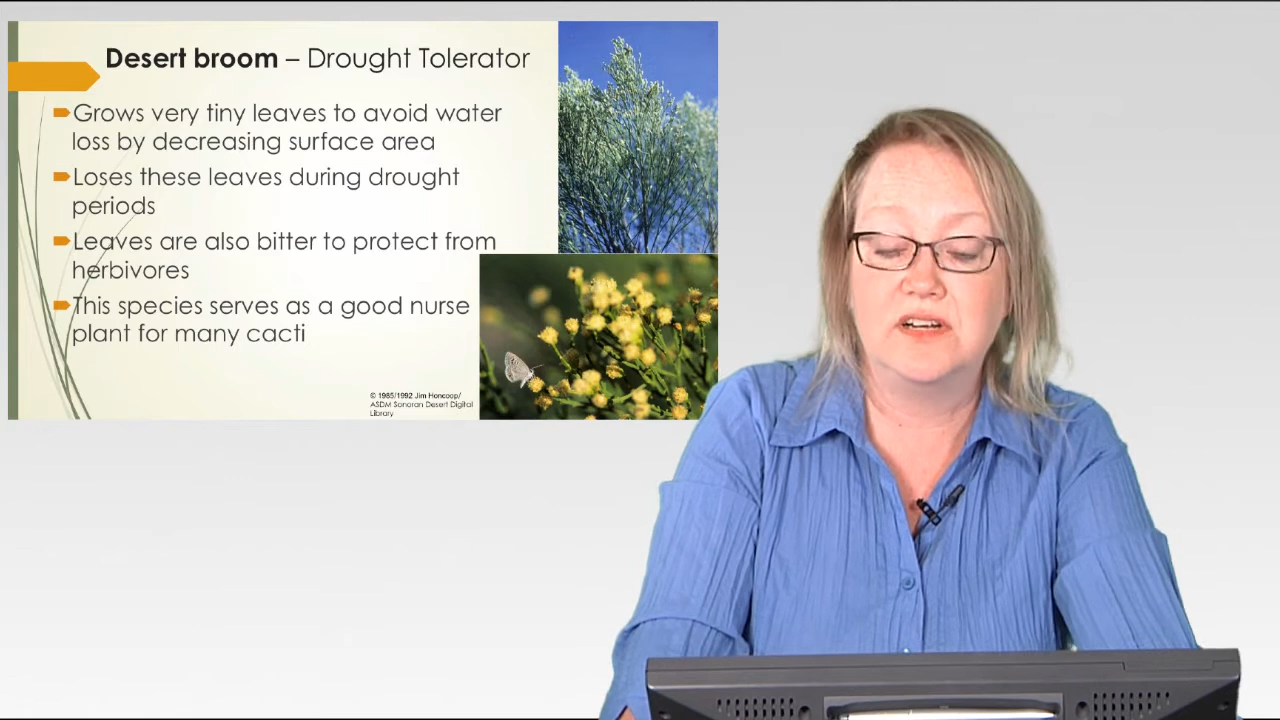 Desert broom – Drought Tolerator
Grows very tiny leaves to avoid water
loss by decreasing surface area
Loses these leaves during drought
periods
Leaves are also bitter to protect from
herbivores
This species serves as a good nurse
plant for many cacti
© 1985/1992 Jim Honcoop/
ASDM Sonoran Desert Digital
Library